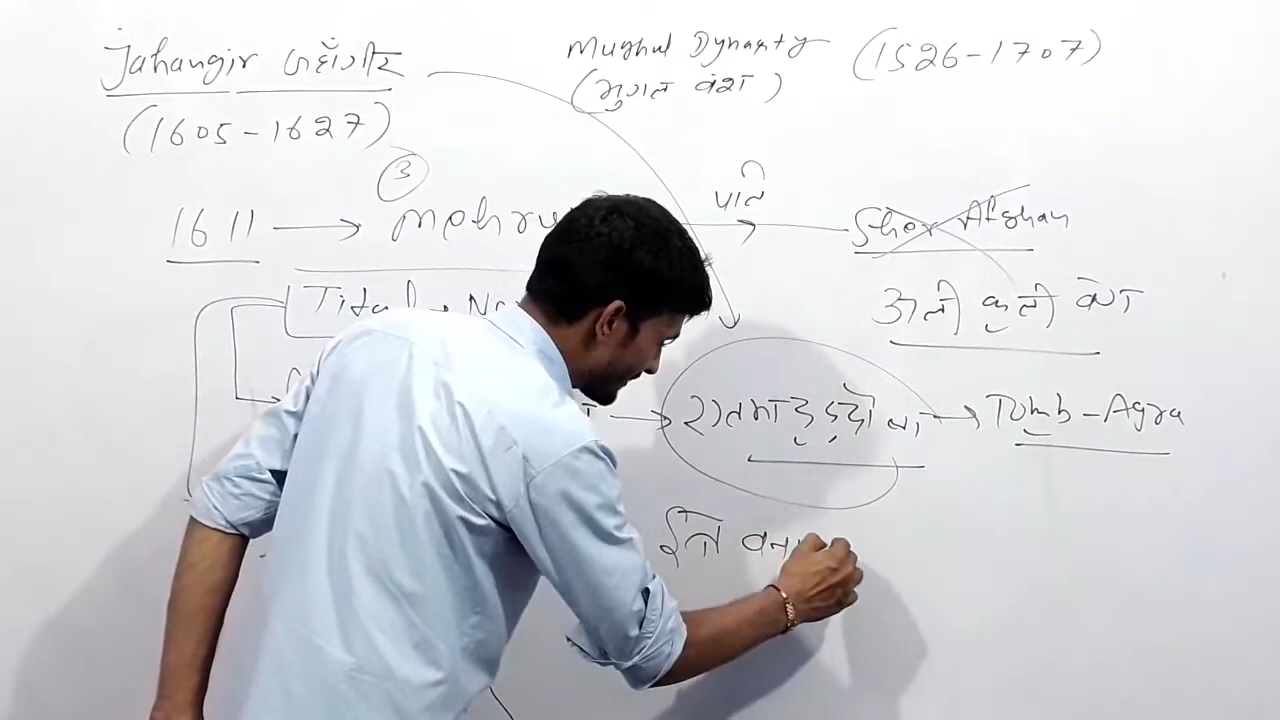 Jahangir जहाँगीर
(1605-1627)
Mughul Dynasty (1526-1707)
(मुगल वंश)
3
1611 → Mehru → पति Sher Afghan
अली कुली बेग
Tital → N
→ एतमादुद्दौला → Tomb-Agra